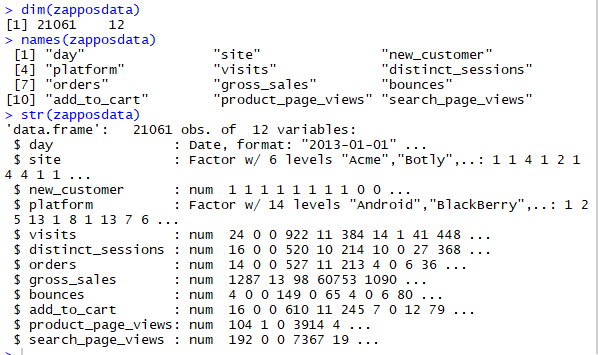 > dim(zapposdata)
[1] 21061    12
> names(zapposdata)
 [1] "day"                "site"               "new_customer"
 [4] "platform"           "visits"             "distinct_sessions"
 [7] "orders"             "gross_sales"        "bounces"
[10] "add_to_cart"        "product_page_views" "search_page_views"
> str(zapposdata)
'data.frame':   21061 obs. of  12 variables:
 $ day               : Date, format: "2013-01-01" ...
 $ site              : Factor w/ 6 levels "Acme","Botly",..: 1 1 4 1 2 1
4 4 1 1 ...
 $ new_customer      : num  1 1 1 1 1 1 1 1 0 0 ...
 $ platform          : Factor w/ 14 levels "Android","BlackBerry",..: 1 2
5 13 1 8 1 13 7 6 ...
 $ visits            : num  24 0 0 922 11 384 14 1 41 448 ...
 $ distinct_sessions : num  16 0 0 520 10 214 10 0 27 368 ...
 $ orders            : num  14 0 0 527 11 213 4 0 6 36 ...
 $ gross_sales       : num  1287 13 98 60753 1090 ...
 $ bounces           : num  4 0 0 149 0 65 4 0 6 80 ...
 $ add_to_cart       : num  16 0 0 610 11 245 7 0 12 79 ...
 $ product_page_views: num  104 1 0 3914 4 ...
 $ search_page_views : num  192 0 0 7367 19 ...
>